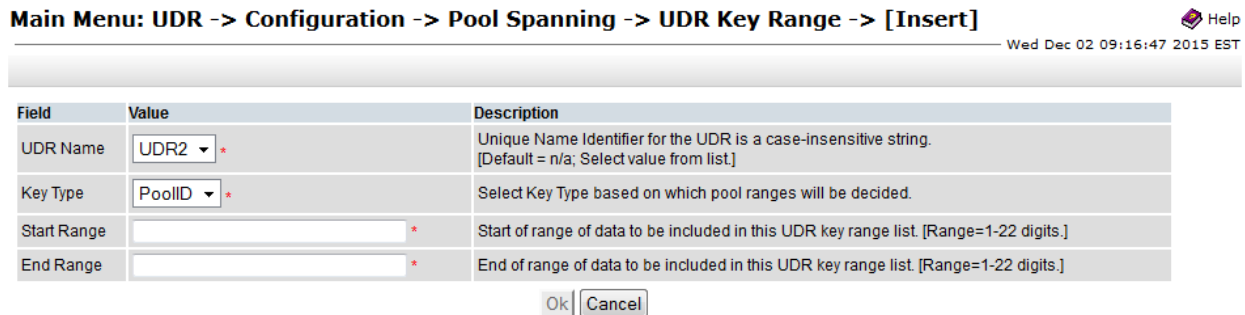 Main Menu: UDR -> Configuration -> Pool Spanning -> UDR Key Range -> [Insert]
Help
Wed Dec 02 09:16:47 2015 EST
Field Value Description
UDR Name UDR2 * Unique Name Identifier for the UDR is a case-insensitive string.
[Default = n/a; Select value from list.]
Key Type PoolID * Select Key Type based on which pool ranges will be decided.
Start Range * Start of range of data to be included in this UDR key range list. [Range=1-22 digits.]
End Range * End of range of data to be included in this UDR key range list. [Range=1-22 digits.]
Ok Cancel